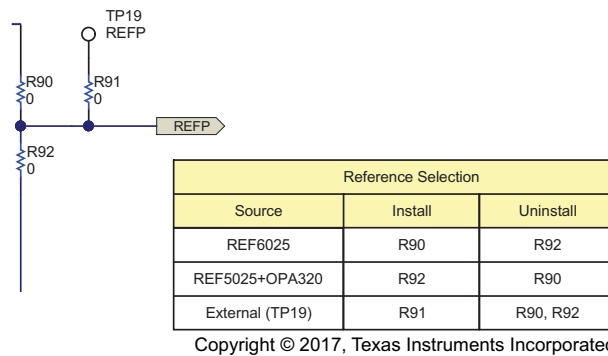 TP19
REFP
R90
0
R91
0
REFP
R92
0
Reference Selection
Source Install Uninstall
REF6025 R90 R92
REF5025+OPA320 R92 R90
External (TP19) R91 R90, R92
Copyright © 2017, Texas Instruments Incorporated